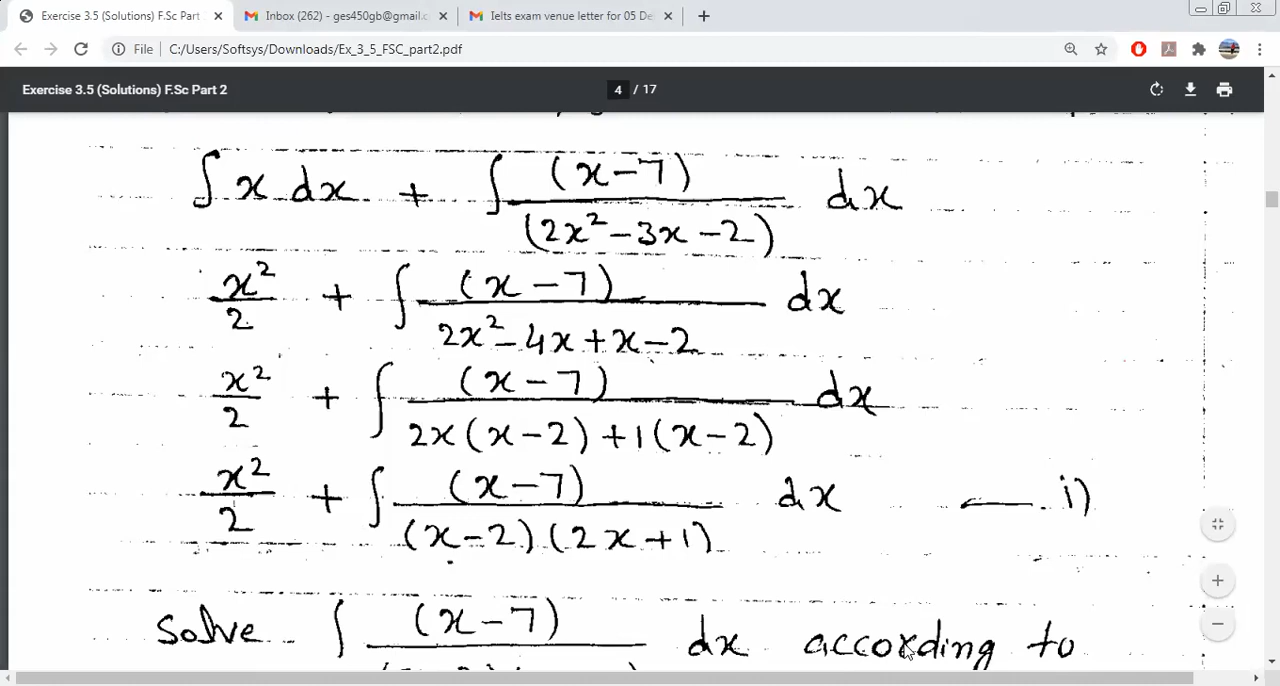 Exercise 3.5 (Solutions) F.Sc Part
Inbox (262) - ges450gb@gmail.c
Ielts exam venue letter for 05 De
File | C:/Users/Softsys/Downloads/Ex_3_5_FSC_part2.pdf
Exercise 3.5 (Solutions) F.Sc Part 2
4 / 17
∫ x dx + ∫ (x-7)/(2x²-3x-2) dx
x²/2 + ∫ (x-7)/2x²-4x+x-2 dx
x²/2 + ∫ (x-7)/2x(x-2)+1(x-2) dx
x²/2 + ∫ (x-7)/(x-2)(2x+1) dx ← i)
Solve ∫ (x-7) dx according to